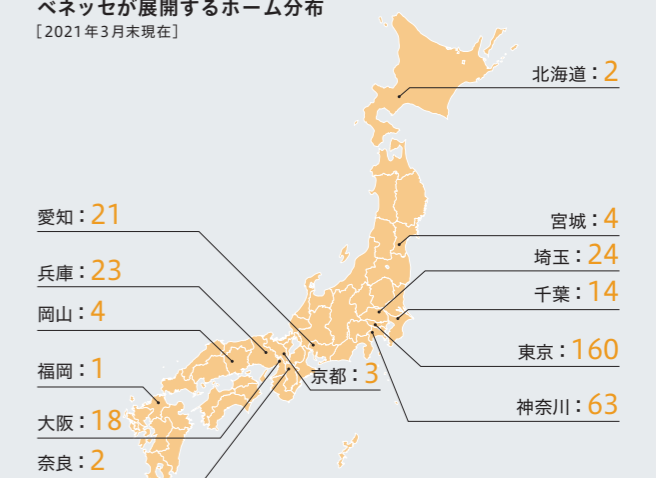 ベネッセが展開するホーム分布
［2021年3月末現在］
北海道：2
愛知：21
宮城：4
兵庫：23
埼玉：24
千葉：14
岡山：4
東京：160
福岡：1
京都：3
神奈川：63
大阪：18
奈良：2